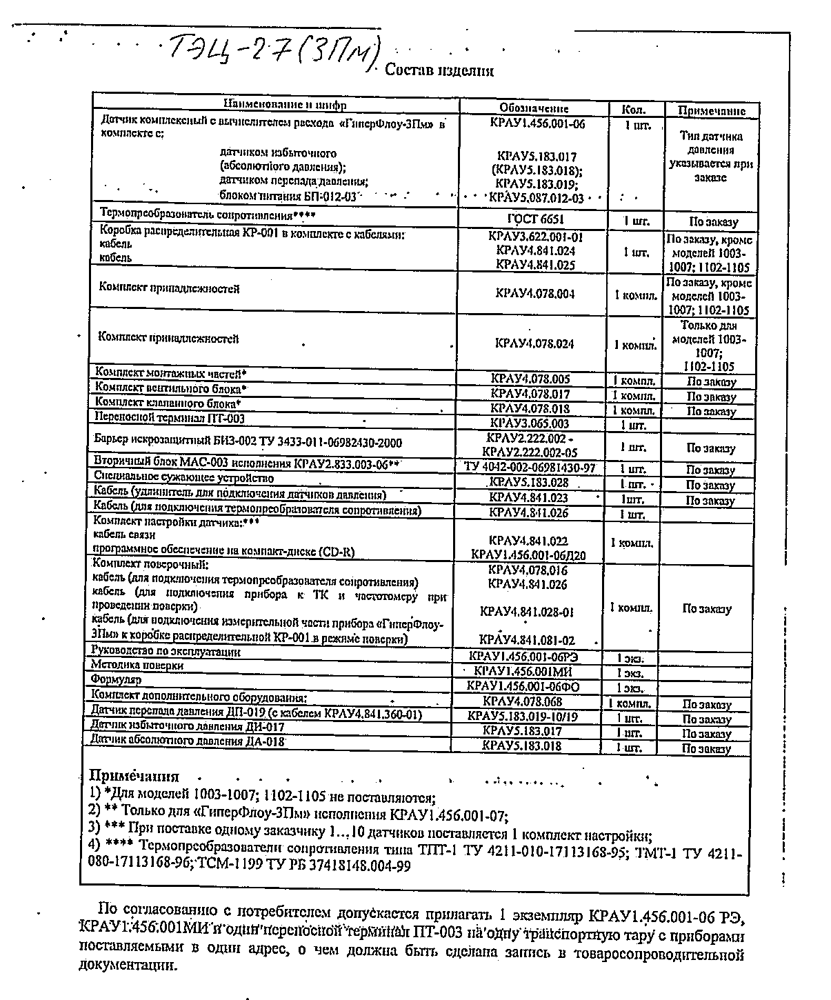 ТЭЦ-27(3Пм)
Состав изделия
Наименование и шифр Обозначение Кол. Примечание
Датчик комплексный с вычислителем расхода «ГиперФлоу-3Пм» в КРАУ1.456.001-06 1 шт. Тип датчика
комплекте с: давления
датчиком избыточного КРАУ5.183.017 указывается при
(абсолютного давления); (КРАУ5.183.018); заказе
датчиком перепада давления; КРАУ5.183.019;
блоком питания БП-012-03 КРАУ5.087.012-03
Термопреобразователь сопротивления**** ГОСТ 6651 1 шт. По заказу
Коробка распределительная КР-001 в комплекте с кабелями: КРАУ3.622.001-01 По заказу, кроме
кабель КРАУ4.841.024 1 шт. моделей 1003-
кабель КРАУ4.841.025 1007; 1102-1105
По заказу, кроме
Комплект принадлежностей КРАУ4.078.004 1 компл. моделей 1003-
1007; 1102-1105
Только для
Комплект принадлежностей КРАУ4.078.024 1 компл. моделей 1003-
1007;
1102-1105
Комплект монтажных частей* КРАУ4.078.005 1 компл. По заказу
Комплект вентильного блока* КРАУ4.078.017 1 компл. По заказу
Комплект клапанного блока* КРАУ4.078.018 1 компл. По заказу
Переносной терминал ПТ-003 КРАУ3.065.003 1 шт.
Барьер искрозащитный БИЗ-002 ТУ 3433-011-06982430-2000 КРАУ2.222.002 - 1 шт. По заказу
КРАУ2.222.002-05
Вторичный блок МАС-003 исполнения КРАУ2.833.003-06** ТУ 4042-002-06981430-97 1 шт. По заказу
Специальное сужающее устройство КРАУ5.183.028 1 шт. По заказу
Кабель (удлинитель для подключения датчиков давления) КРАУ4.841.023 1шт. По заказу
Кабель (для подключения термопреобразователя сопротивления) КРАУ4.841.026 1 шт.
Комплект настройки датчика:***
кабель связи КРАУ4.841.022 1 компл.
программное обеспечение на компакт-диске (CD-R) КРАУ1.456.001-06Д20
Комплект поверочный: КРАУ4.078.016
кабель (для подключения термопреобразователя сопротивления) КРАУ4.841.026
кабель (для подключения прибора к ТК и частотомеру при
проведении поверки) КРАУ4.841.028-01 1 компл. По заказу
кабель (для подключения измерительной части прибора «ГиперФлоу-
3Пм» к коробке распределительной КР-001 в режиме поверки) КРАУ4.841.081-02
Руководство по эксплуатации КРАУ1.456.001-06РЭ 1 экз.
Методика поверки КРАУ1.456.001МИ 1 экз.
Формуляр КРАУ1.456.001-06ФО 1 экз.
Комплект дополнительного оборудования: КРАУ4.078.068 1 компл. По заказу
Датчик перепада давления ДП-019 (с кабелем КРАУ4.841.360-01) КРАУ5.183.019-10/19 1 шт. По заказу
Датчик избыточного давления ДИ-017 КРАУ5.183.017 1 шт. По заказу
Датчик абсолютного давления ДА-018 КРАУ5.183.018 1 шт. По заказу
Примечания
1) *Для моделей 1003-1007; 1102-1105 не поставляются;
2) ** Только для «ГиперФлоу-3Пм» исполнения КРАУ1.456.001-07;
3) *** При поставке одному заказчику 1...10 датчиков поставляется 1 комплект настройки;
4) **** Термопреобразователи сопротивления типа ТПТ-1 ТУ 4211-010-17113168-95; ТМТ-1 ТУ 4211-
080-17113168-96; ТСМ-1199 ТУ РБ 37418148.004-99
По согласованию с потребителем допускается прилагать 1 экземпляр КРАУ1.456.001-06 РЭ,
КРАУ1.456.001МИ и один переносной терминал ПТ-003 на одну транспортную тару с приборами
поставляемыми в один адрес, о чем должна быть сделана запись в товаросопроводительной
документации.